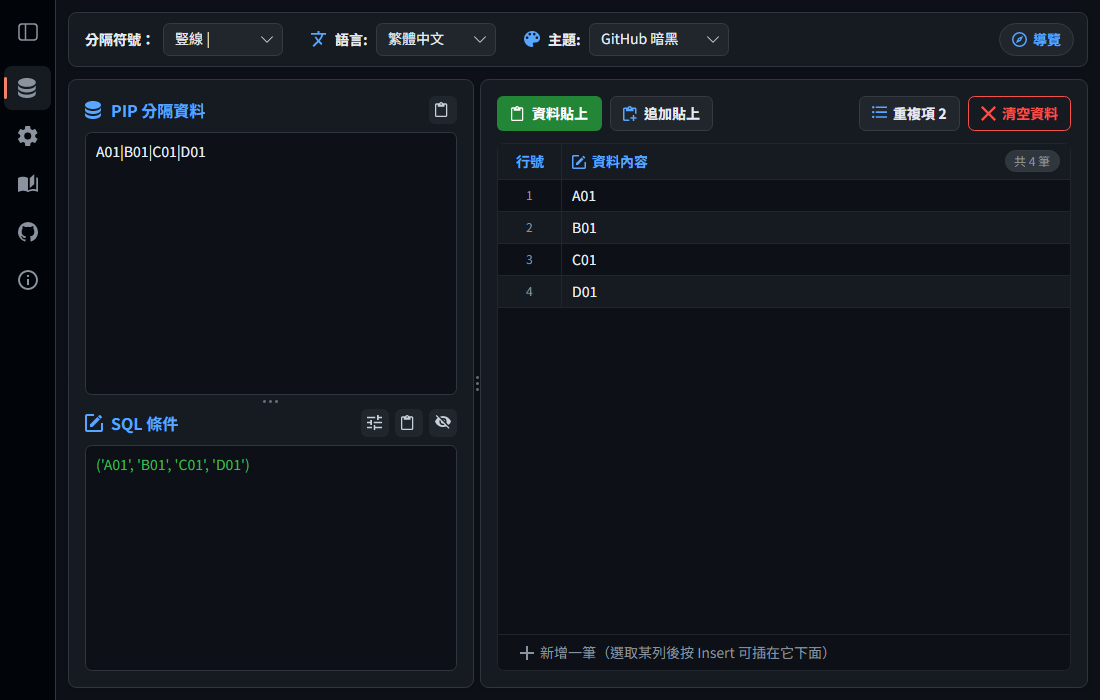 分隔符號： 豎線 | 語言: 繁體中文 主題: GitHub 暗黑 導覽
PIP 分隔資料
A01|B01|C01|D01
SQL 條件
('A01', 'B01', 'C01', 'D01')
資料貼上 追加貼上 重複項 2 清空資料
行號 資料內容 共 4 筆
1 A01
2 B01
3 C01
4 D01
新增一筆（選取某列後按 Insert 可插在它下面）